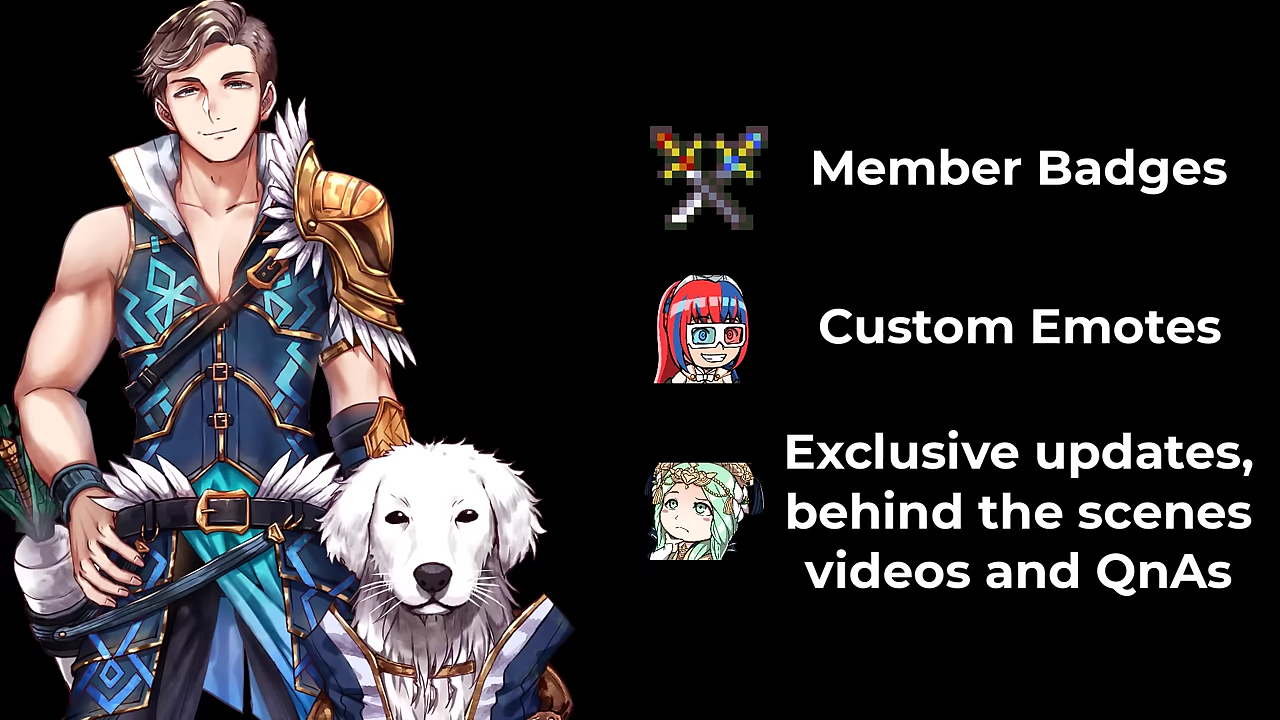 Member Badges
Custom Emotes
Exclusive updates,
behind the scenes
videos and QnAs